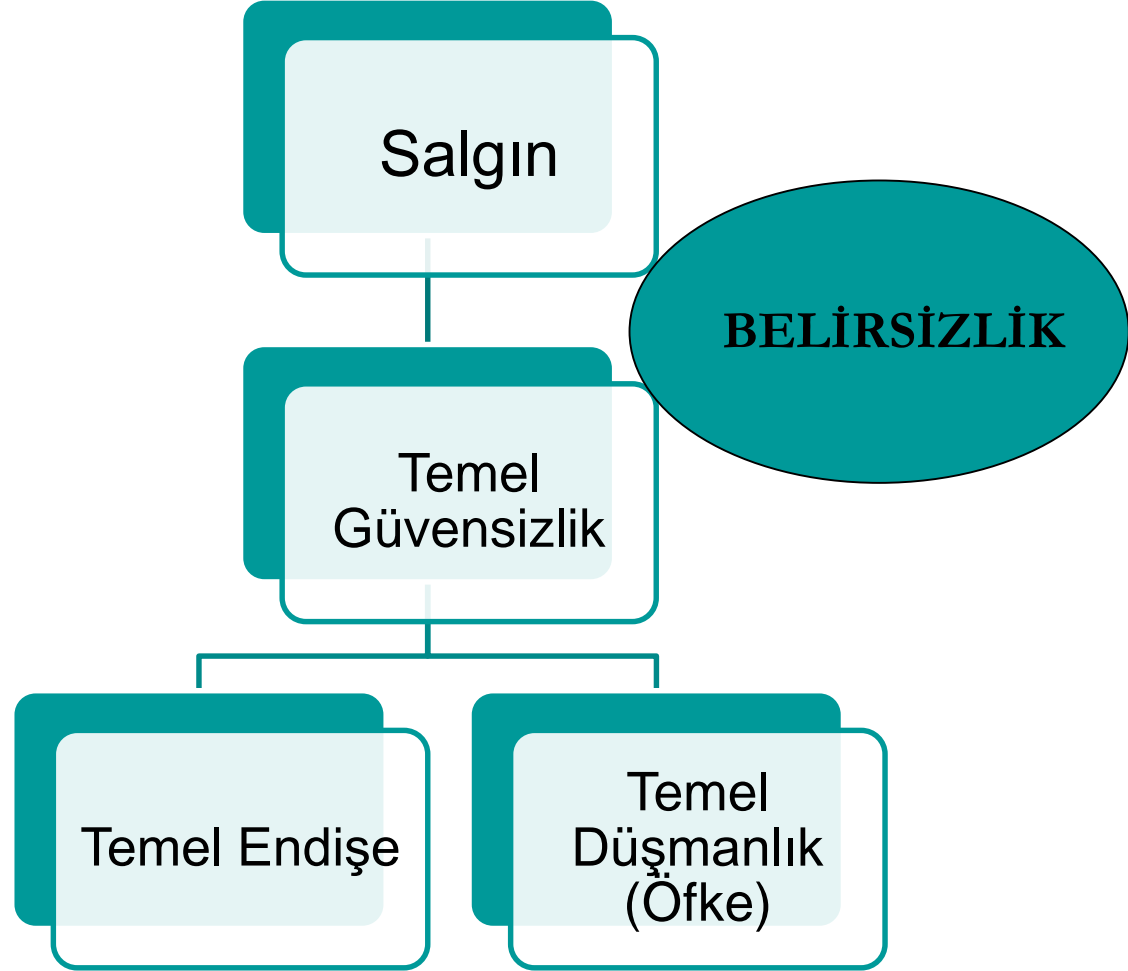 Salgın
BELİRSİZLİK
Temel
Güvensizlik
Temel Endişe
Temel
Düşmanlık
(Öfke)